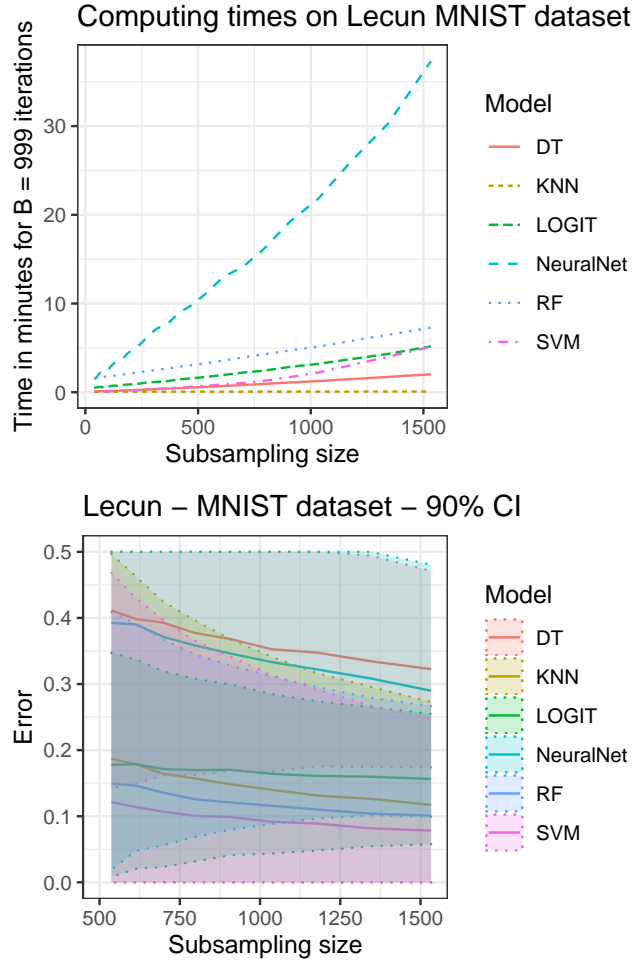 Computing times on Lecun MNIST dataset
Time in minutes for B = 999 iterations
30
20
10
0
0
500
1000
1500
Subsampling size
Model
DT
KNN
LOGIT
NeuralNet
RF
SVM
Lecun − MNIST dataset − 90% CI
Error
0.5
0.4
0.3
0.2
0.1
0.0
500
750
1000
1250
1500
Subsampling size
Model
DT
KNN
LOGIT
NeuralNet
RF
SVM